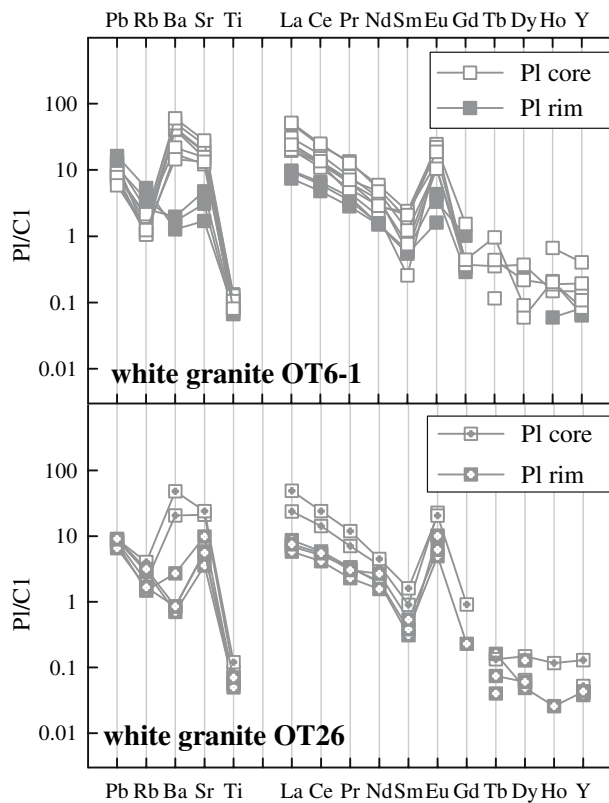 Pb Rb Ba Sr Ti La Ce Pr Nd Sm Eu Gd Tb Dy Ho Y
Pl core
Pl rim
100
10
1
0.1
0.01
Pl/C1
white granite OT6-1
Pl core
Pl rim
100
10
1
0.1
0.01
Pl/C1
white granite OT26
Pb Rb Ba Sr Ti La Ce Pr Nd Sm Eu Gd Tb Dy Ho Y